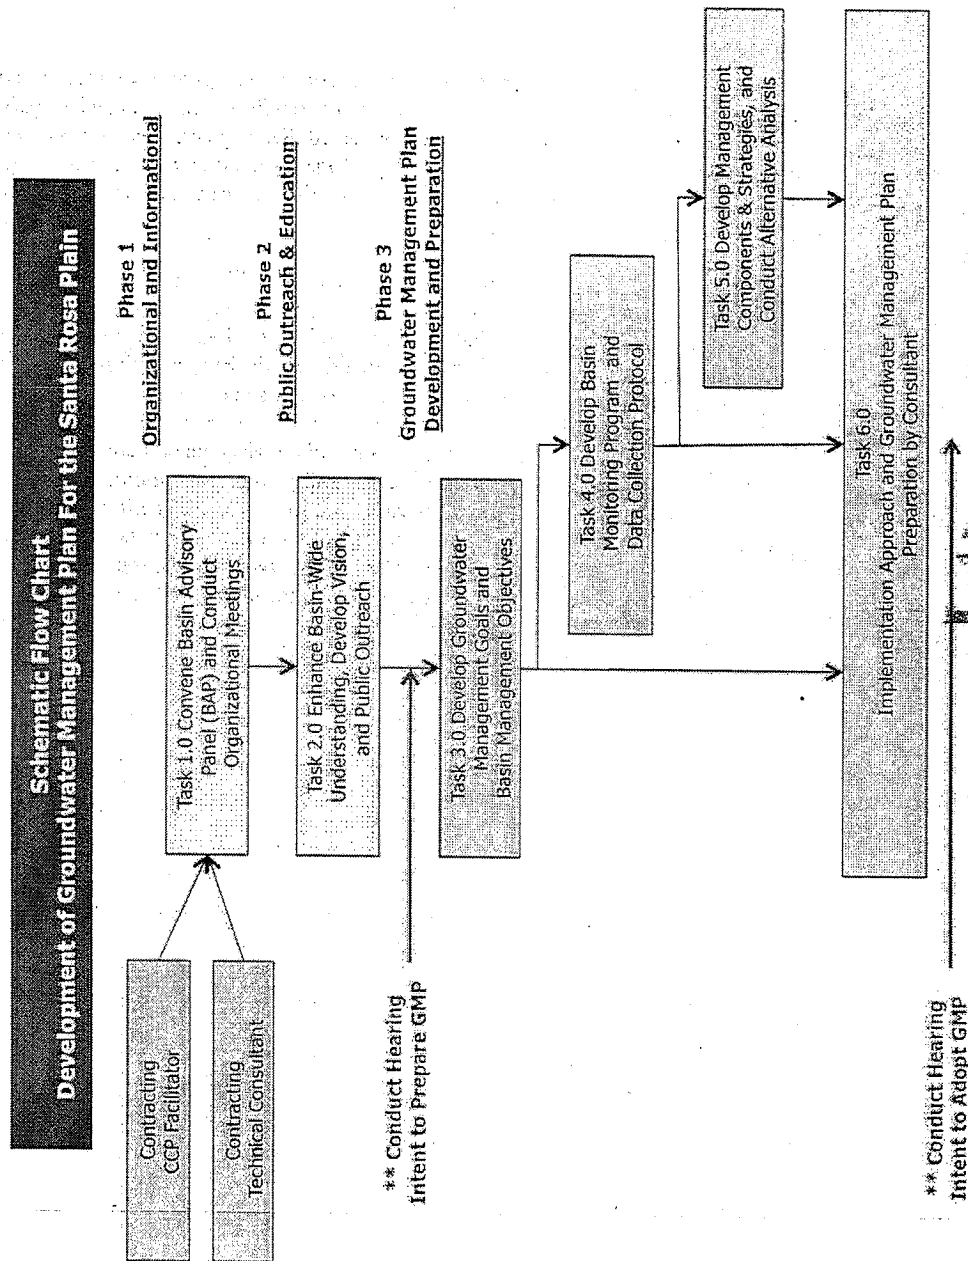 Schematic Flow Chart
Development of Groundwater Management Plan For the Santa Rosa Plain
Phase 1
Organizational and Informational
Contracting
CCP Facilitator
Contracting
Technical Consultant
Task 1.0 Convene Basin Advisory
Panel (BAP) and Conduct
Organizational Meetings
Phase 2
Public Outreach & Education
Task 2.0 Enhance Basin-Wide
Understanding, Develop Vision,
and Public Outreach
** Conduct Hearing
Intent to Prepare GMP
Phase 3
Groundwater Management Plan
Development and Preparation
Task 3.0 Develop Groundwater
Management Goals and
Basin Management Objectives
Task 4.0 Develop Basin
Monitoring Program and
Data Collection Protocol
Task 5.0 Develop Management
Components & Strategies, and
Conduct Alternative Analysis
Task 6.0
Implementation Approach and Groundwater Management Plan
Preparation by Consultant
** Conduct Hearing
Intent to Adopt GMP